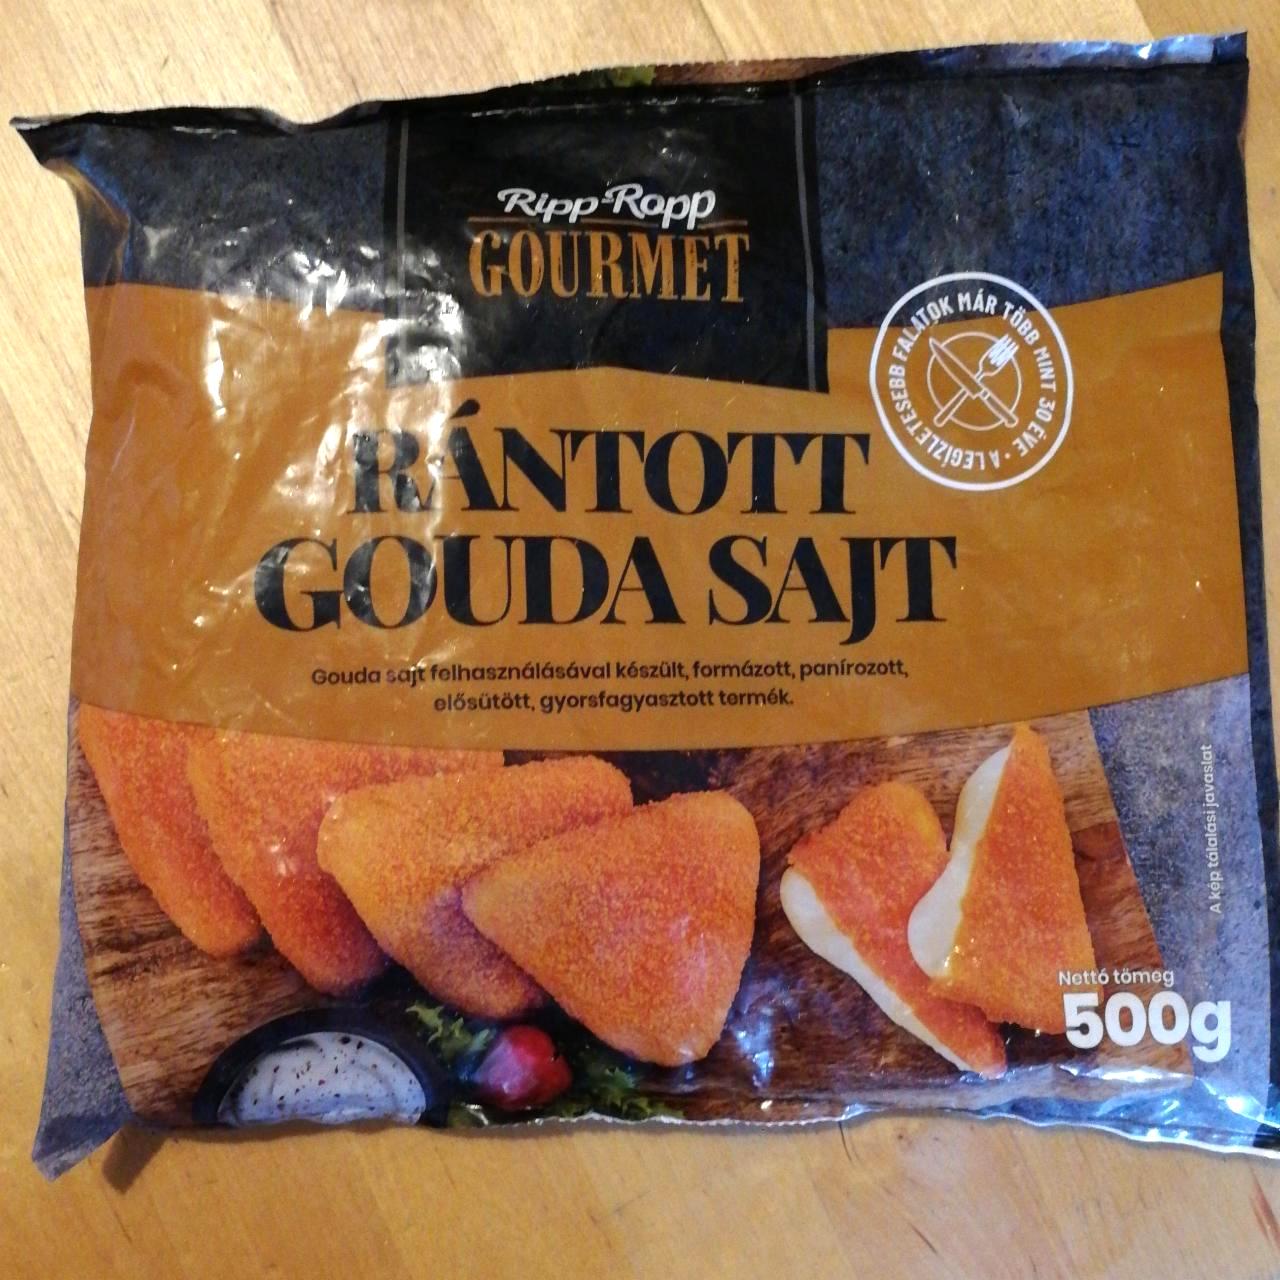 Ripp-Ropp
GOURMET
A LEGÍZLETESEBB FALATOK MÁR TÖBB MINT 30 ÉVE •
RÁNTOTT
GOUDA SAJT
Gouda sajt felhasználásával készült, formázott, panírozott,
elősütött, gyorsfagyasztott termék.
A kép tálalási javaslat
Nettó tömeg
500g